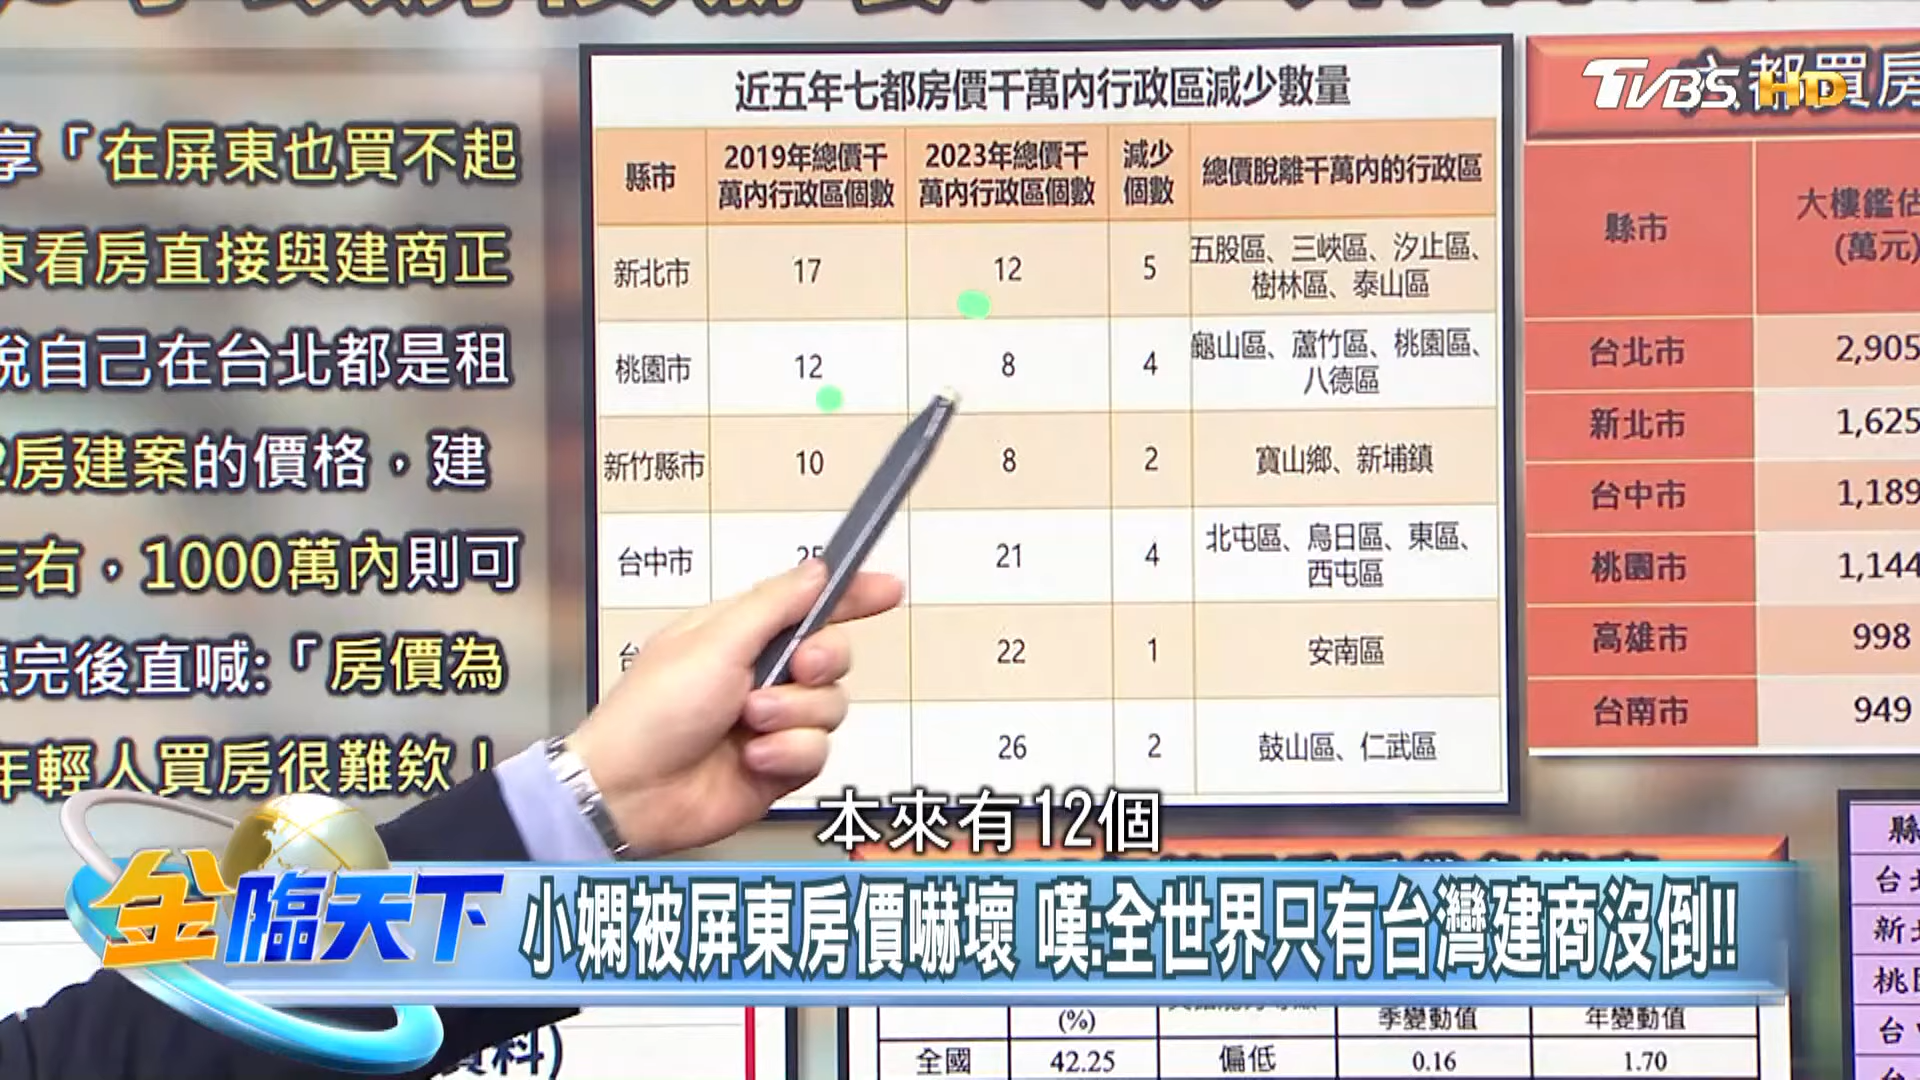 享「在屏東也買不起
東看房直接與建商正
說自己在台北都是租
2房建案的價格，建
左右，1000萬內則可
完後直喊:「房價為
年輕人買房很難欸！
近五年七都房價千萬內行政區減少數量
縣市 2019年總價千萬內行政區個數 2023年總價千萬內行政區個數 減少個數 總價脫離千萬內的行政區
新北市 17 12 5 五股區、三峽區、汐止區、樹林區、泰山區
桃園市 12 8 4 龜山區、蘆竹區、桃園區、八德區
新竹縣市 10 8 2 寶山鄉、新埔鎮
台中市 25 21 4 北屯區、烏日區、東區、西屯區
台 22 1 安南區
26 2 鼓山區、仁武區
TVBS HD
六都買房
縣市 大樓鑑估
(萬元)
台北市 2,905
新北市 1,625
台中市 1,189
桃園市 1,144
高雄市 998
台南市 949
本來有12個
金臨天下
小嫻被屏東房價嚇壞 嘆:全世界只有台灣建商沒倒!!
(%) 季變動值 年變動值
全國 42.25 偏低 0.16 1.70
資料)
縣
台北
新北
桃
台